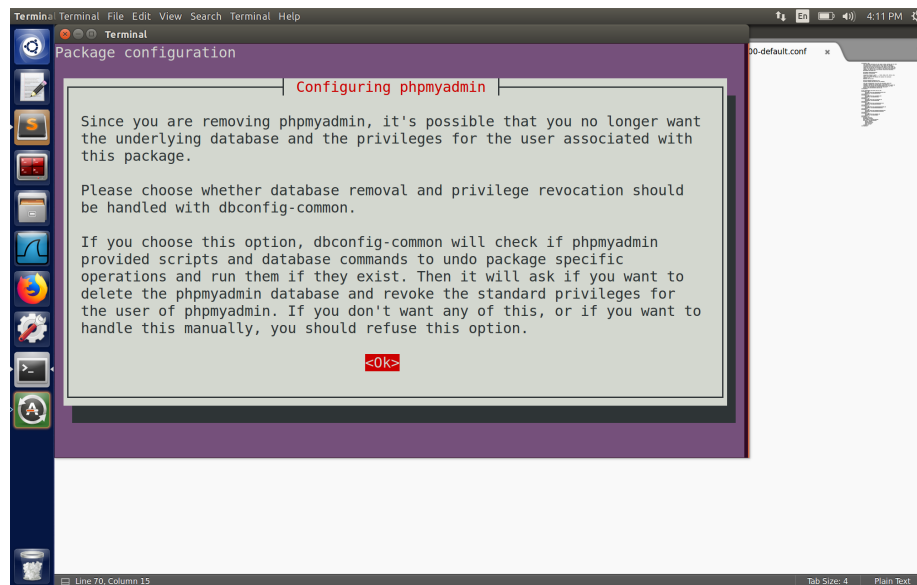 Terminal Terminal File Edit View Search Terminal Help
En 4:11 PM
Terminal
Package configuration
00-default.conf ×
Configuring phpmyadmin
Since you are removing phpmyadmin, it's possible that you no longer want
the underlying database and the privileges for the user associated with
this package.
Please choose whether database removal and privilege revocation should
be handled with dbconfig-common.
If you choose this option, dbconfig-common will check if phpmyadmin
provided scripts and database commands to undo package specific
operations and run them if they exist. Then it will ask if you want to
delete the phpmyadmin database and revoke the standard privileges for
the user of phpmyadmin. If you don't want any of this, or if you want to
handle this manually, you should refuse this option.
<Ok>
Line 70, Column 15
Tab Size: 4 Plain Text